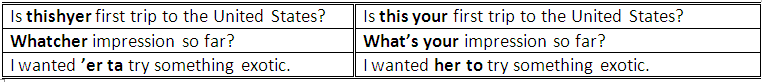 Is thishyer first trip to the United States? Is this your first trip to the United States?
Whatcher impression so far? What's your impression so far?
I wanted 'er ta try something exotic. I wanted her to try something exotic.